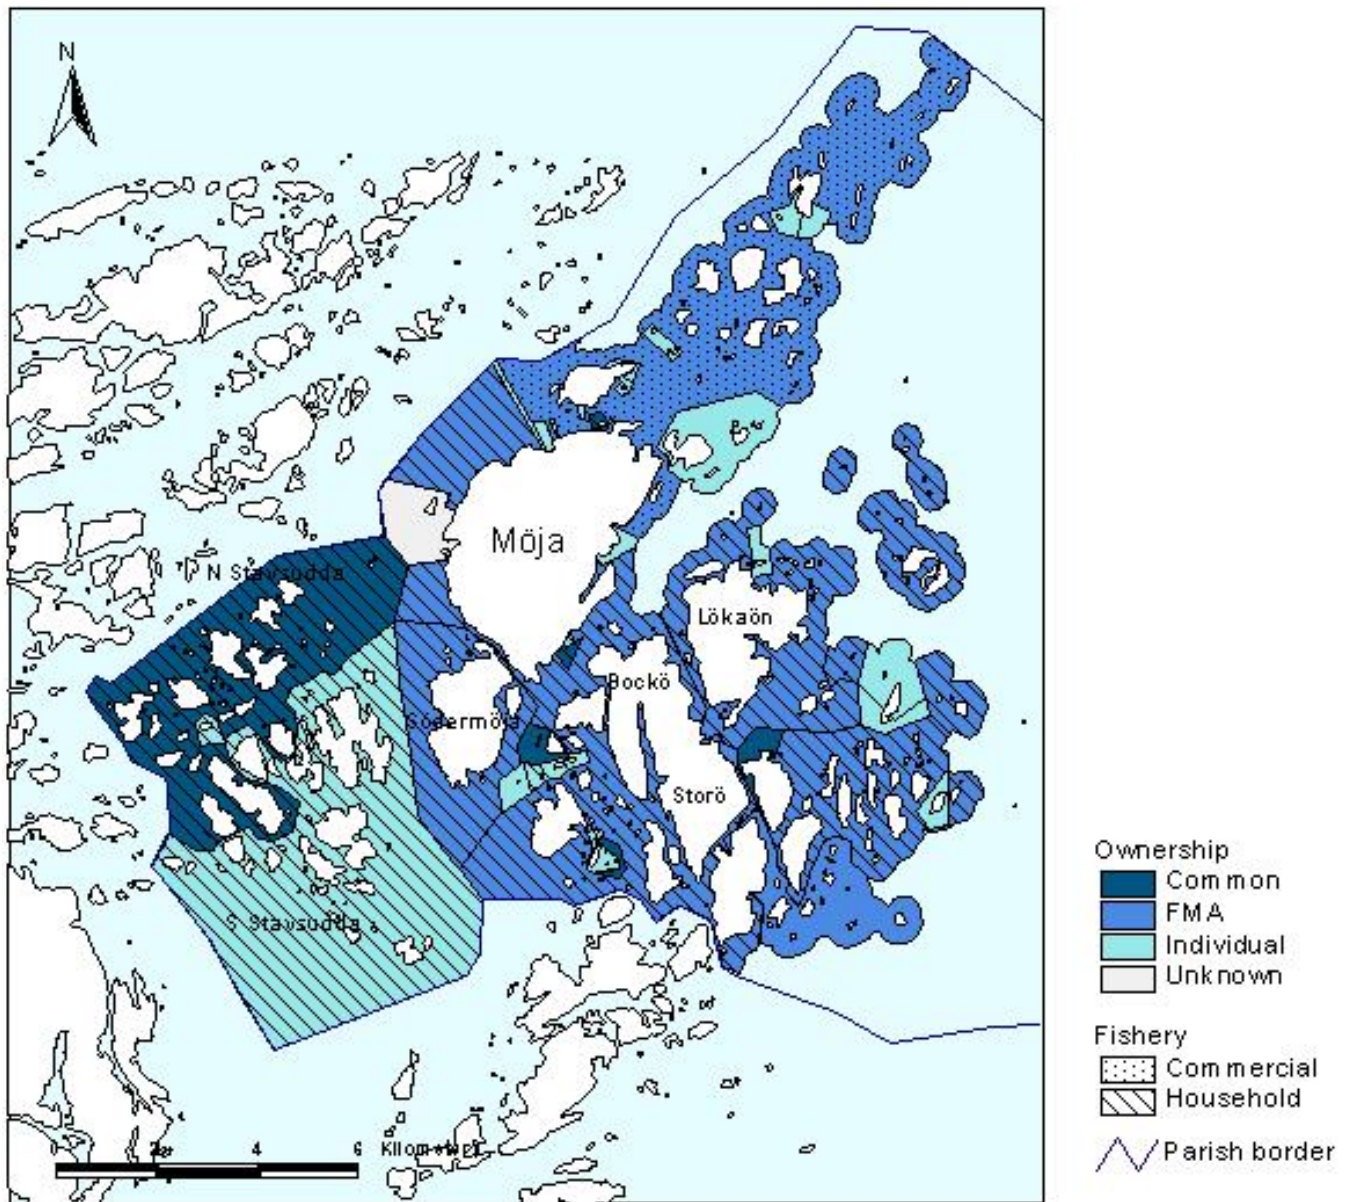 N
Möja
N Stavsudda
Lökaön
Bockö
Södermöja
Storö
S Stavsudda
0 2 4 6 Kilometers
Ownership
Common
FMA
Individual
Unknown
Fishery
Commercial
Household
Parish border